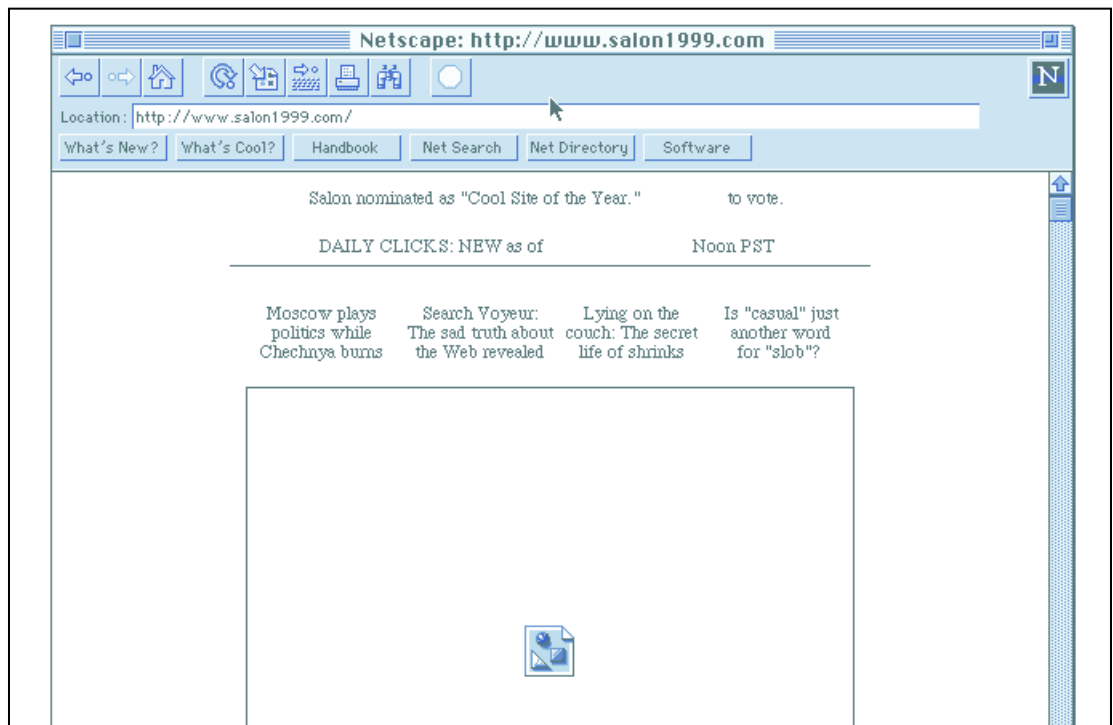 Netscape: http://www.salon1999.com
N
Location: http://www.salon1999.com/
What's New? What's Cool? Handbook Net Search Net Directory Software
Salon nominated as "Cool Site of the Year." to vote.
DAILY CLICKS: NEW as of Noon PST
Moscow plays
politics while
Chechnya burns
Search Voyeur:
The sad truth about
the Web revealed
Lying on the
couch: The secret
life of shrinks
Is "casual" just
another word
for "slob"?